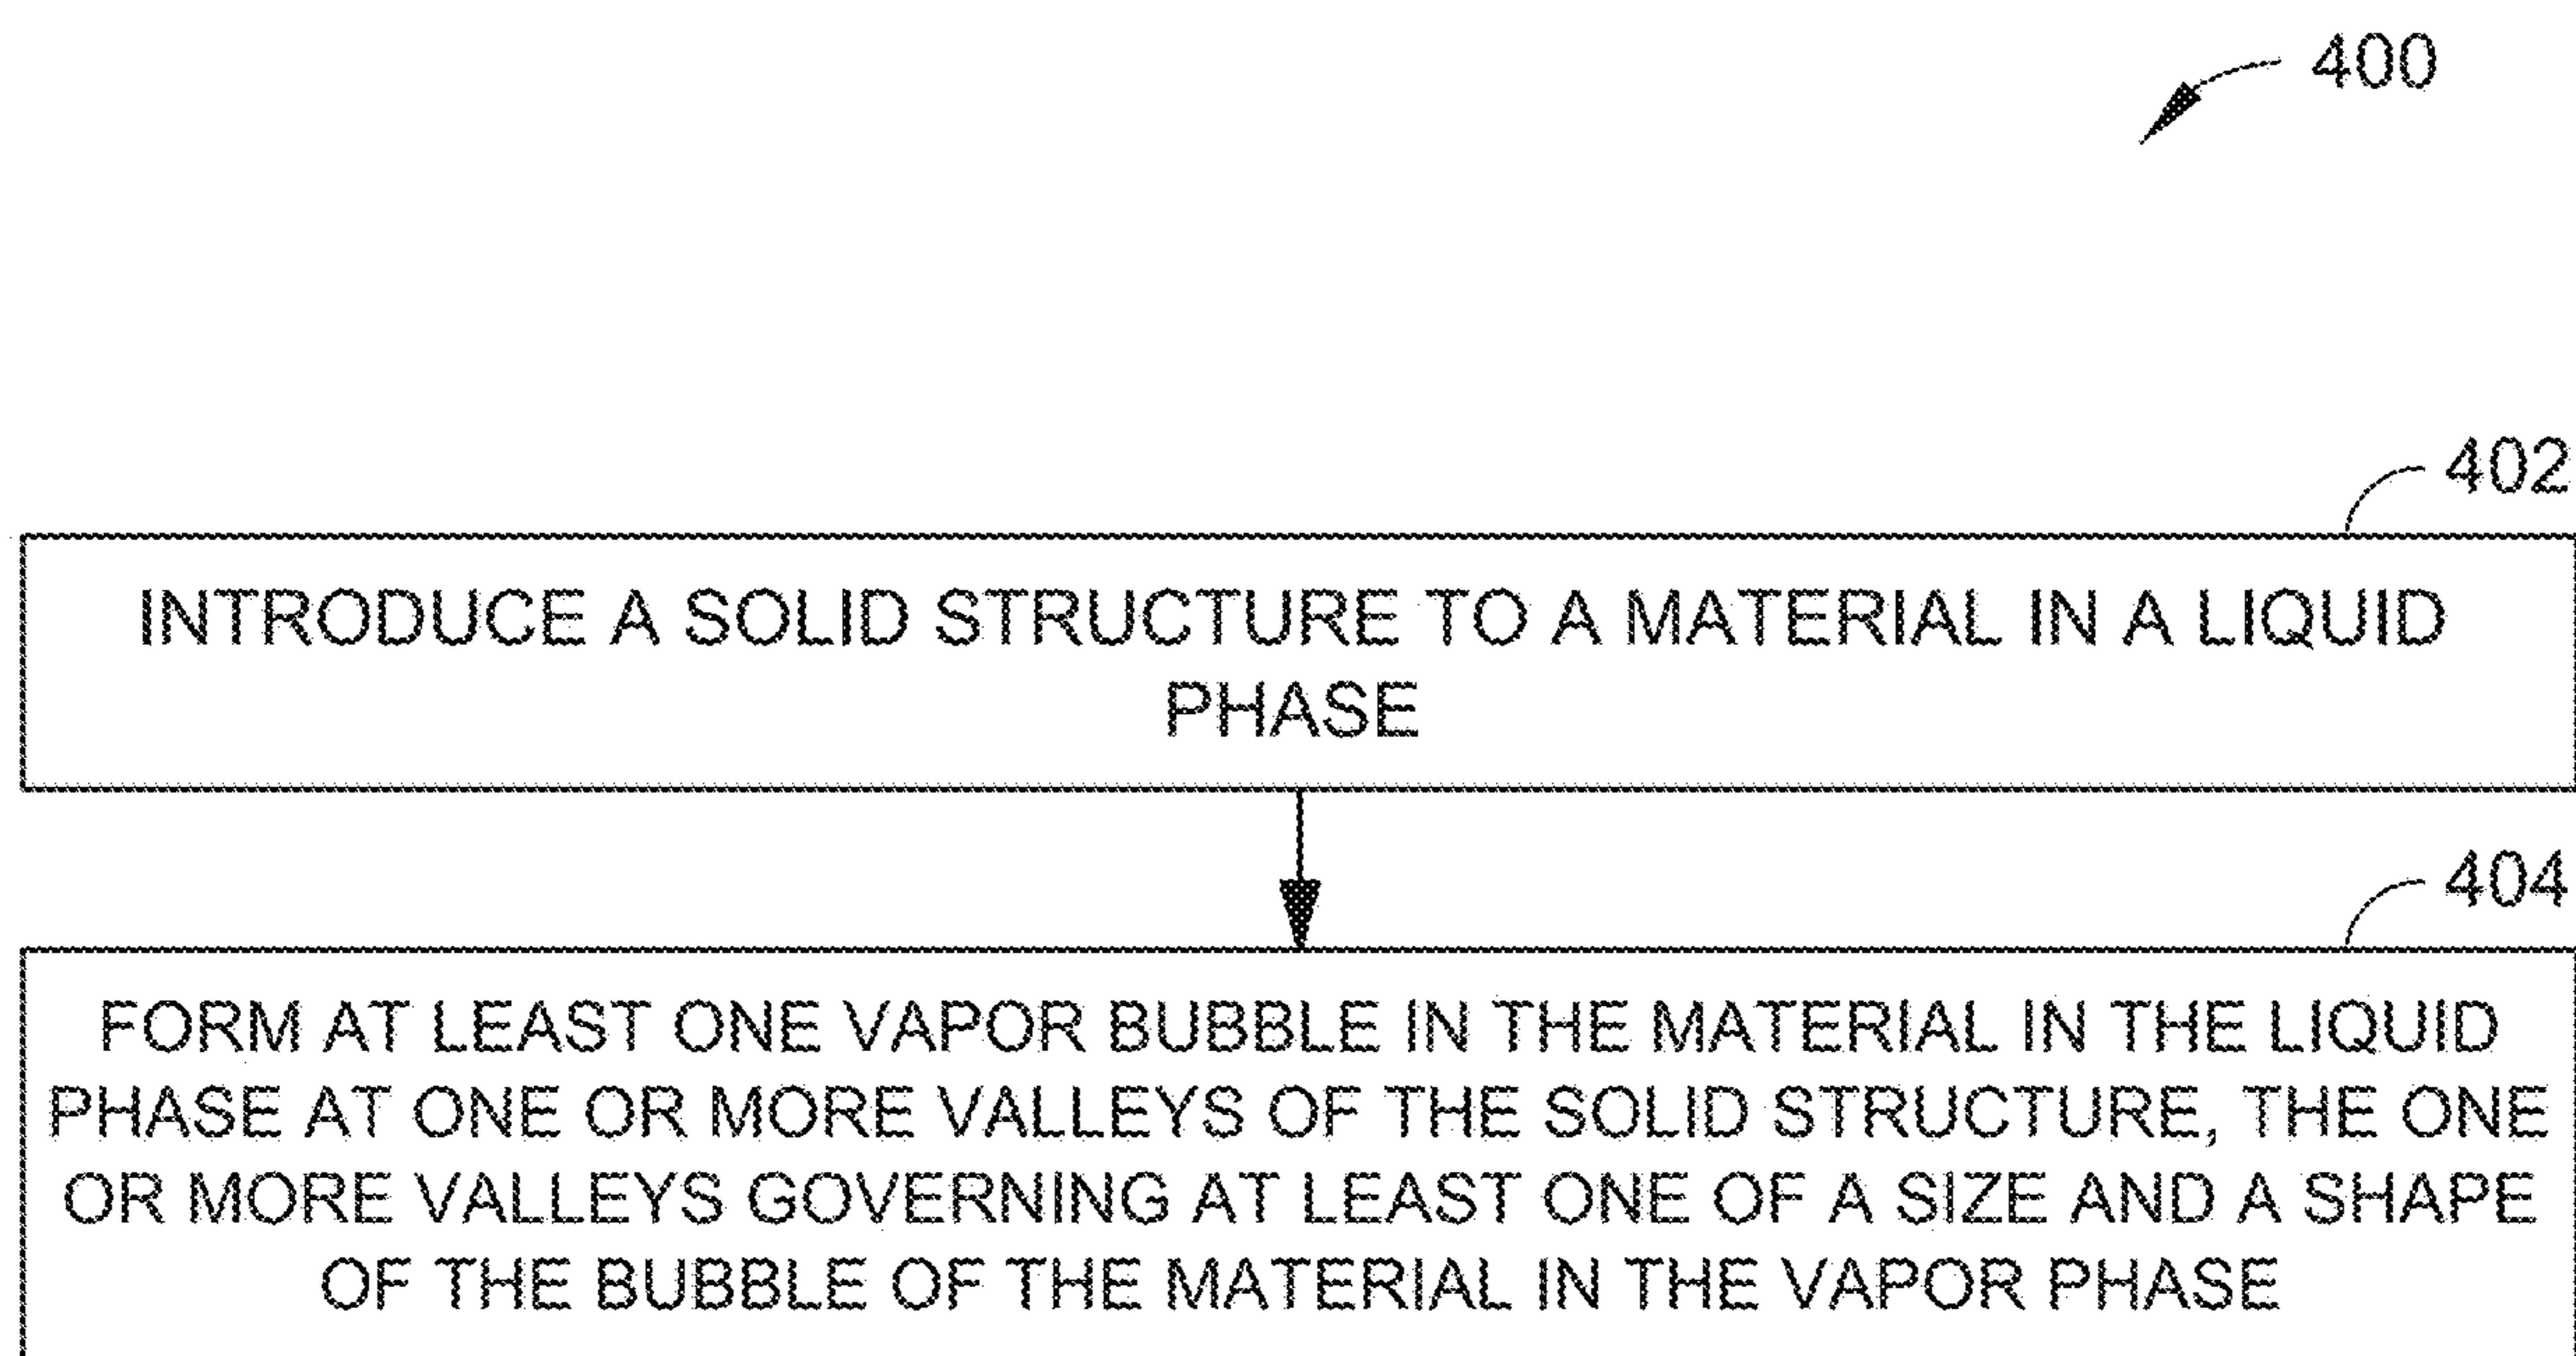 400
402
INTRODUCE A SOLID STRUCTURE TO A MATERIAL IN A LIQUID
PHASE
404
FORM AT LEAST ONE VAPOR BUBBLE IN THE MATERIAL IN THE LIQUID
PHASE AT ONE OR MORE VALLEYS OF THE SOLID STRUCTURE, THE ONE
OR MORE VALLEYS GOVERNING AT LEAST ONE OF A SIZE AND A SHAPE
OF THE BUBBLE OF THE MATERIAL IN THE VAPOR PHASE